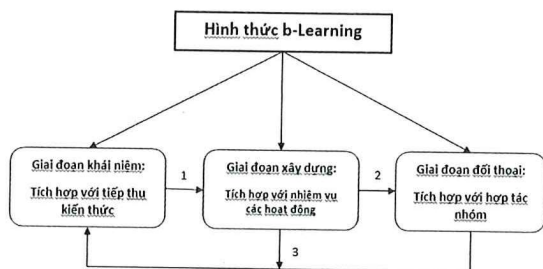 Hình thức b-Learning
Giai đoạn khái niệm:
Tích hợp với tiếp thu
kiến thức
1
Giai đoạn xây dựng:
Tích hợp với nhiệm vụ
các hoạt động
2
Giai đoạn đối thoại:
Tích hợp với hợp tác
nhóm
3